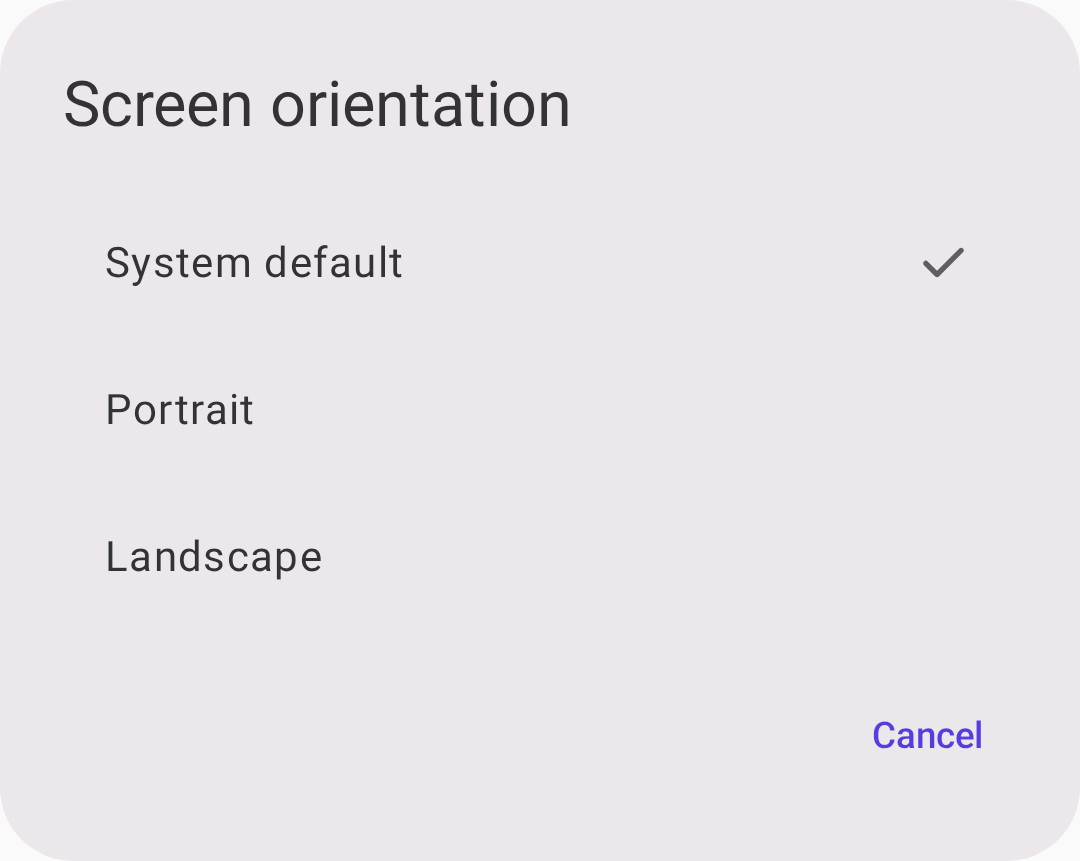 Screen orientation
System default
Portrait
Landscape
Cancel